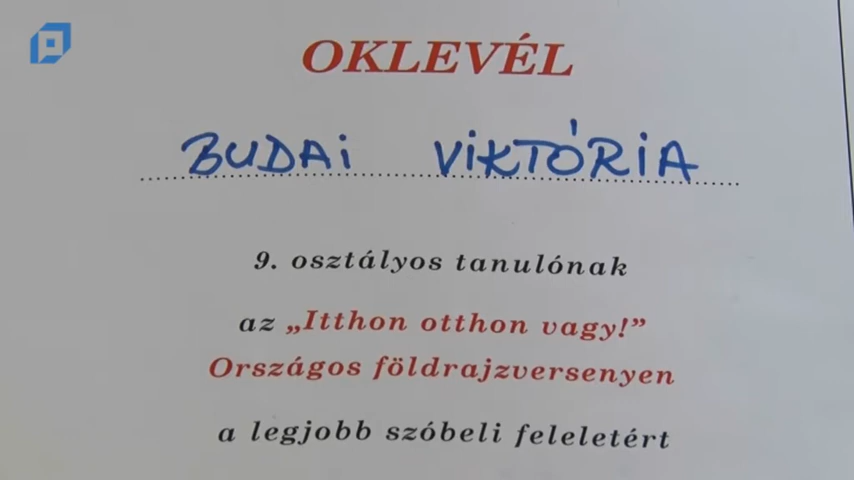 OKLEVÉL
BUDAi ViKTÓRiA
9. osztályos tanulónak
az „Itthon otthon vagy!”
Országos földrajzversenyen
a legjobb szóbeli feleletért